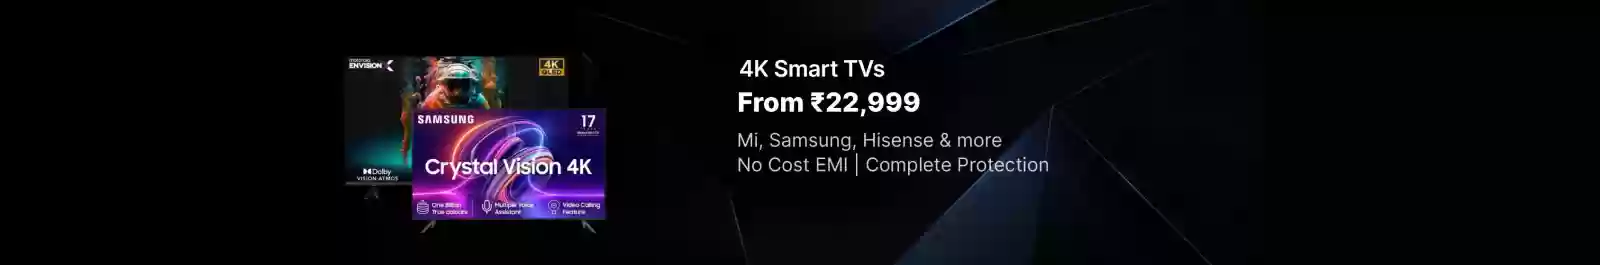 motorola
ENVISION X
4K
QLED
Dolby
VISION·ATMOS
SAMSUNG
17
Crystal Vision 4K
One Billion
True colours
Multiple Voice
Assistant
Video Calling
Feature
4K Smart TVs
From ₹22,999
Mi, Samsung, Hisense & more
No Cost EMI | Complete Protection